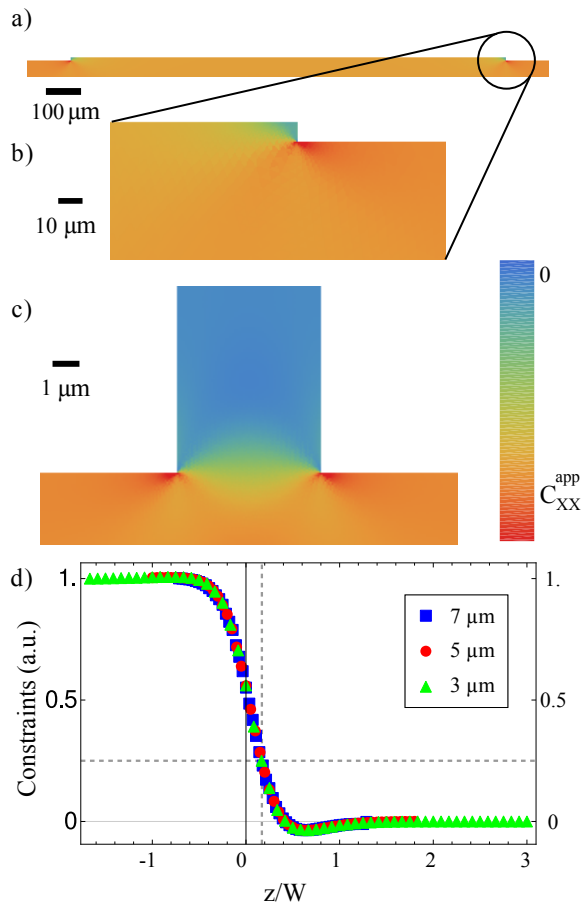 a)
100 μm
b)
10 μm
c)
1 μm
0
C_XX^app
d)
Constraints (a.u.)
1.
0.5
0
1
0.5
0
7 μm
5 μm
3 μm
-1 0 1 2 3
z/W